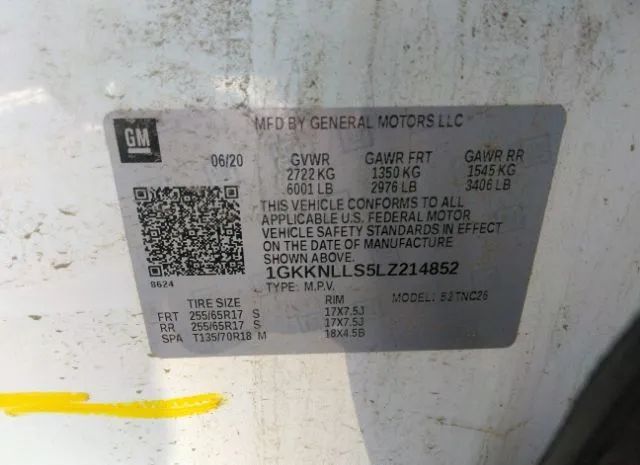 GM
MFD BY GENERAL MOTORS LLC
06/20 GVWR GAWR FRT GAWR RR
2722 KG 1350 KG 1545 KG
6001 LB 2976 LB 3406 LB
THIS VEHICLE CONFORMS TO ALL
APPLICABLE U.S. FEDERAL MOTOR
VEHICLE SAFETY STANDARDS IN EFFECT
ON THE DATE OF MANUFACTURE
SHOWN ABOVE.
1GKKNLLS5LZ214852
8624
TYPE: M.P.V.
TIRE SIZE RIM MODEL:
FRT 255/65R17 S 17X7.5J
RR 255/65R17 S 17X7.5J
SPA T135/70R18 M 18X4.5B